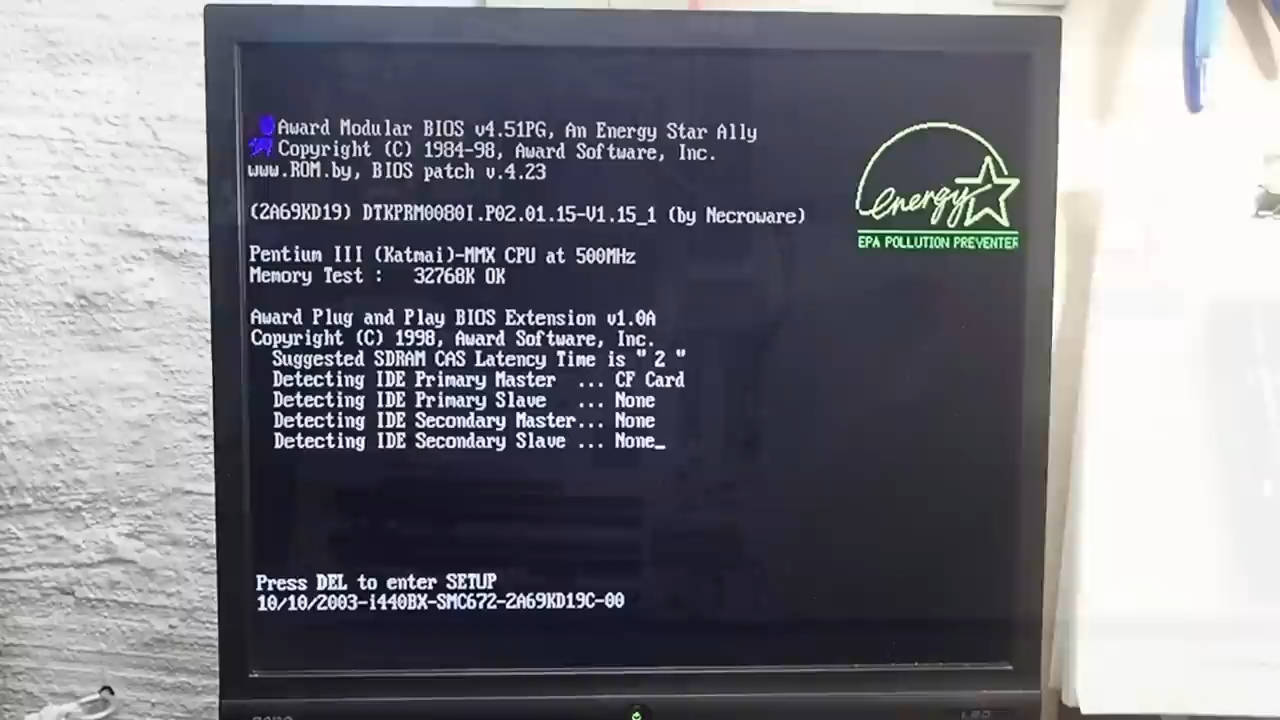 Award Modular BIOS v4.51PG, An Energy Star Ally
Copyright (C) 1984-98, Award Software, Inc.
www.ROM.by, BIOS patch v.4.23
energy
EPA POLLUTION PREVENTER
(2A69KD19) DTKPRM0080I.P02.01.15-V1.15_1 (by Necroware)
Pentium III (Katmai)-MMX CPU at 500MHz
Memory Test :   32768K OK
Award Plug and Play BIOS Extension v1.0A
Copyright (C) 1998, Award Software, Inc.
Suggested SDRAM CAS Latency Time is " 2 "
Detecting IDE Primary Master  ... CF Card
Detecting IDE Primary Slave   ... None
Detecting IDE Secondary Master... None
Detecting IDE Secondary Slave ... None_
Press DEL to enter SETUP
10/10/2003-i440BX-SMC672-2A69KD19C-00